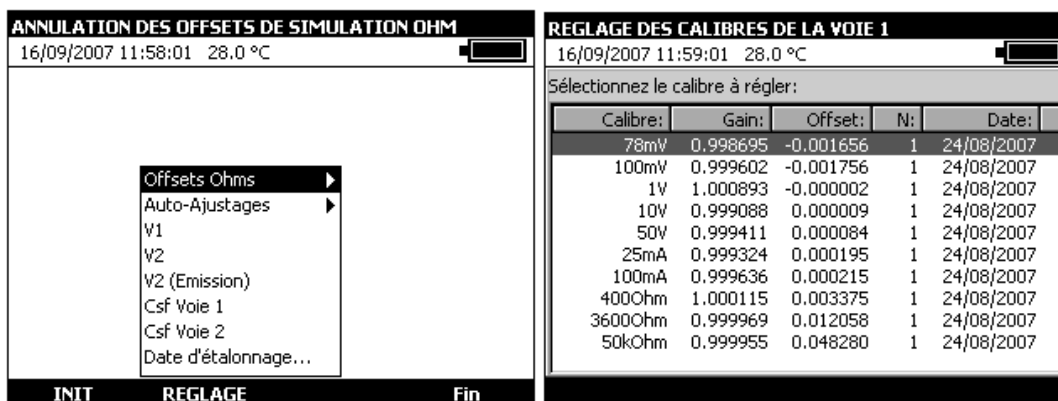 ANNULATION DES OFFSETS DE SIMULATION OHM
16/09/2007 11:58:01 28.0 °C
Offsets Ohms
Auto-Ajustages
V1
V2
V2 (Emission)
Csf Voie 1
Csf Voie 2
Date d'étalonnage...
INIT REGLAGE Fin
REGLAGE DES CALIBRES DE LA VOIE 1
16/09/2007 11:59:01 28.0 °C
Sélectionnez le calibre à régler:
Calibre: Gain: Offset: N: Date:
78mV 0.998695 -0.001656 1 24/08/2007
100mV 0.999602 -0.001756 1 24/08/2007
1V 1.000893 -0.000002 1 24/08/2007
10V 0.999088 0.000009 1 24/08/2007
50V 0.999411 0.000084 1 24/08/2007
25mA 0.999324 0.000195 1 24/08/2007
100mA 0.999636 0.000215 1 24/08/2007
400Ohm 1.000115 0.003375 1 24/08/2007
3600Ohm 0.999969 0.012058 1 24/08/2007
50kOhm 0.999955 0.048280 1 24/08/2007